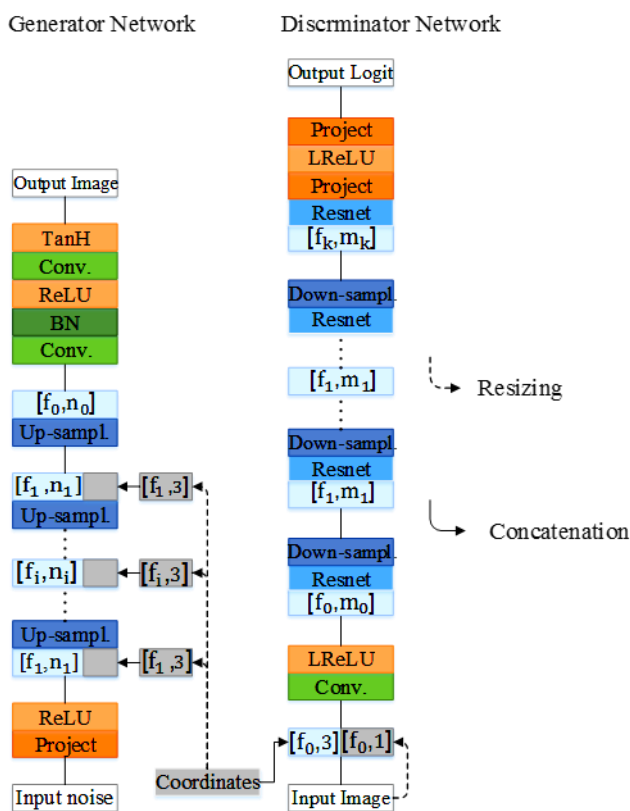 Generator Network
Output Image
TanH
Conv.
ReLU
BN
Conv.
[f₀,n₀]
Up-sampl.
[f₁,n₁]
[f₁,3]
Up-sampl.
[fᵢ,nᵢ]
[fᵢ,3]
Up-sampl.
[f₁,n₁]
[f₁,3]
ReLU
Project
Input noise
Coordinates
Discrminator Network
Output Logit
Project
LReLU
Project
Resnet
[fₖ,mₖ]
Down-sampl.
Resnet
[f₁,m₁]
Down-sampl.
Resnet
[f₁,m₁]
Down-sampl.
Resnet
[f₀,m₀]
LReLU
Conv.
[f₀,3][f₀,1]
Input Image
Resizing
Concatenation